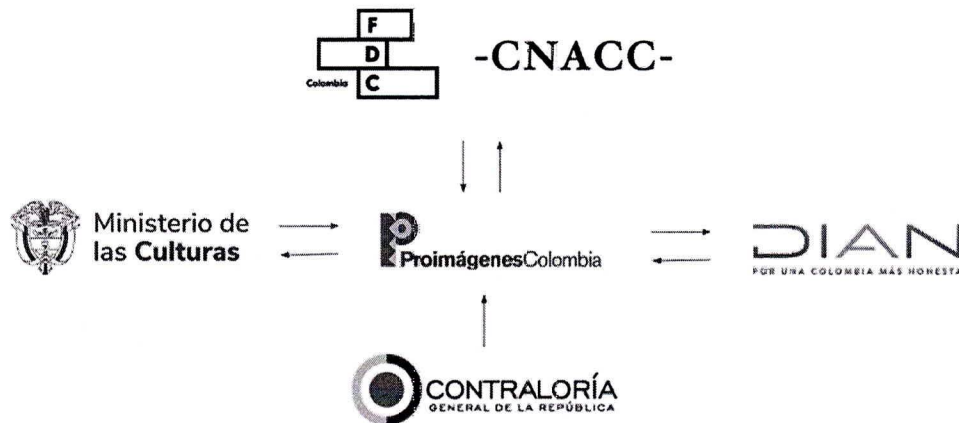 F
D
Colombia C
-CNACC-
Ministerio de
las Culturas
ProimágenesColombia
DIAN
POR UNA COLOMBIA MÁS HONESTA
CONTRALORÍA
GENERAL DE LA REPÚBLICA